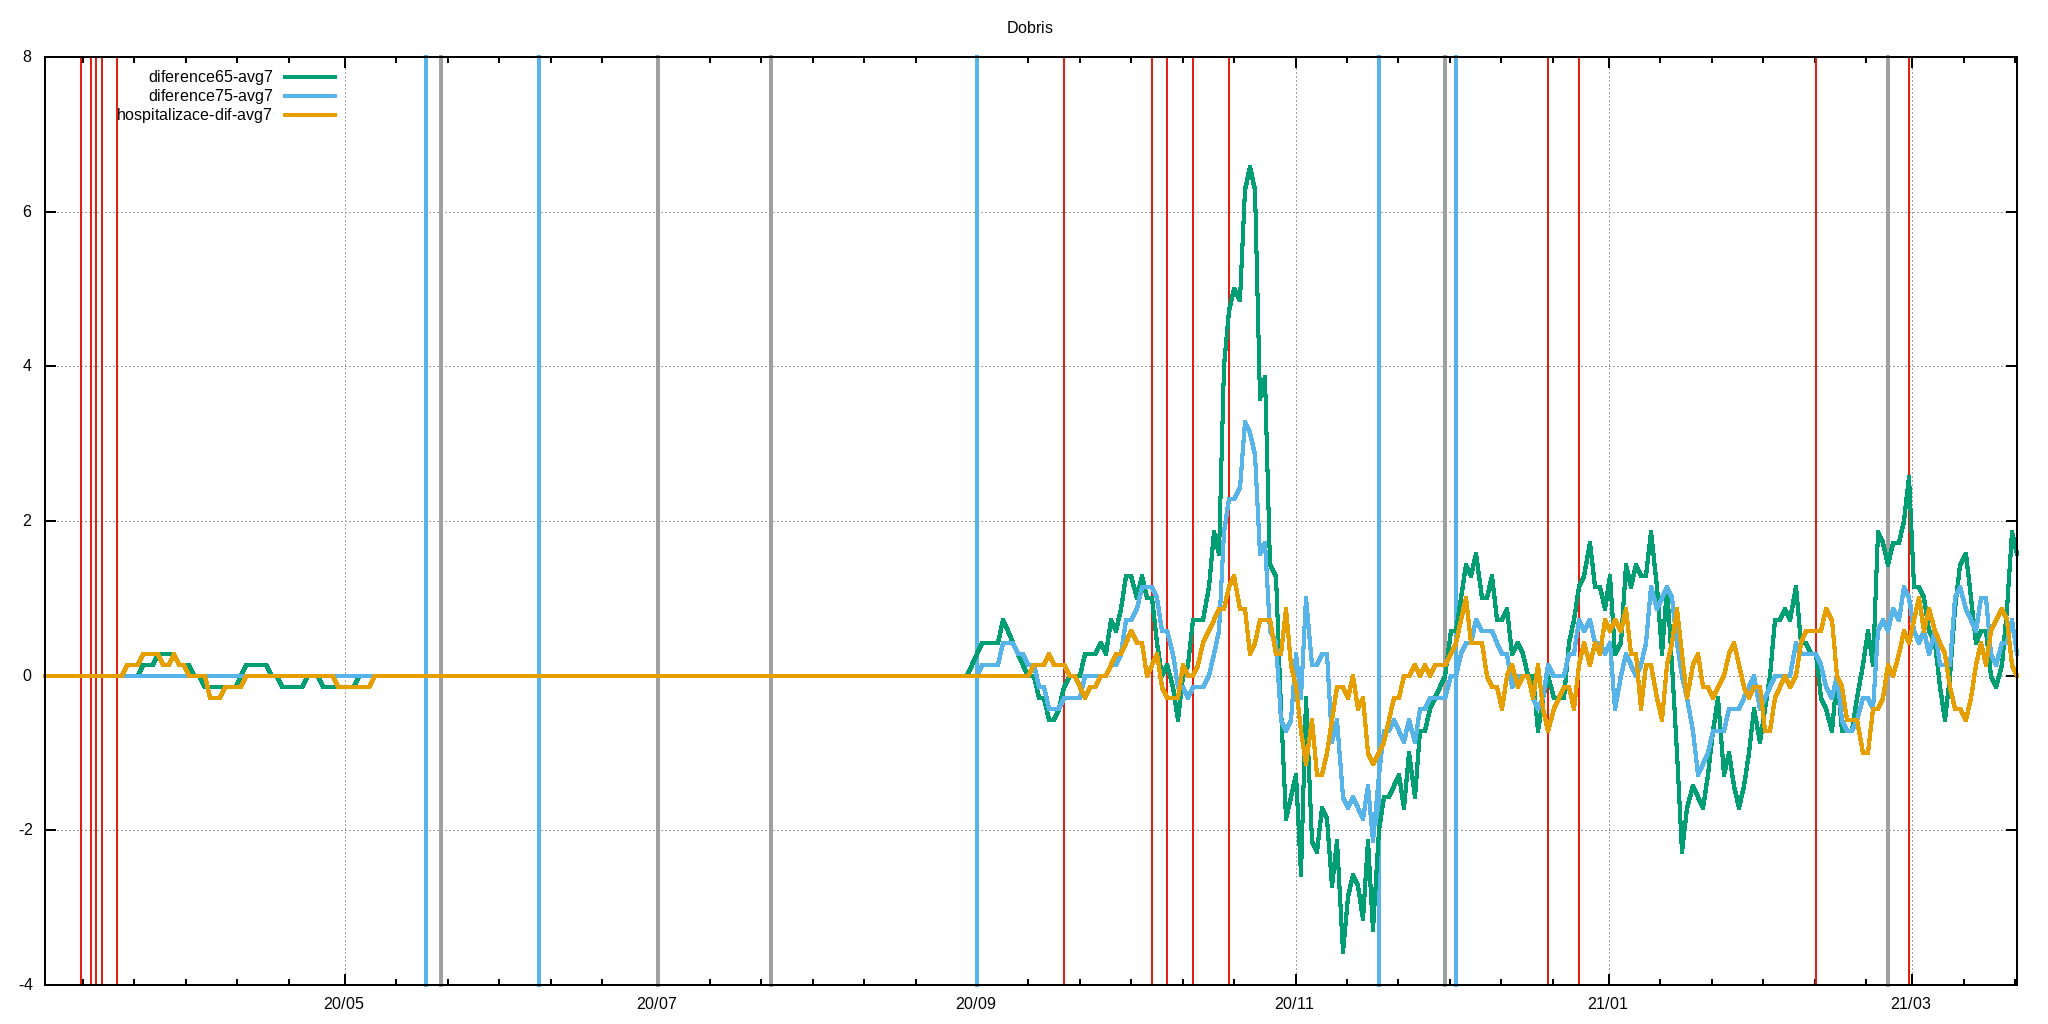 Dobris
diference65-avg7
diference75-avg7
hospitalizace-dif-avg7
8
6
4
2
0
-2
-4
20/05 20/07 20/09 20/11 21/01 21/03